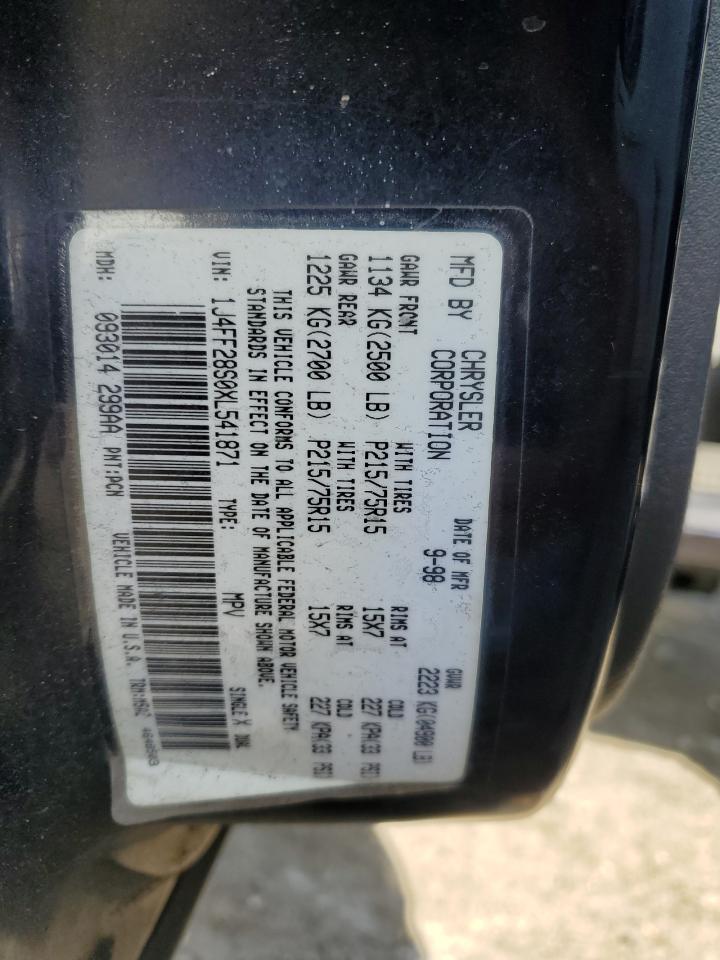 MFD BY CHRYSLER CORPORATION DATE OF MFR 9-98 GVWR 2223 KG(04900 LB)
GAWR FRONT WITH TIRES RIMS AT COLD
1134 KG(2500 LB) P215/75R15 15X7 227 KPA(33 PSI)
GAWR REAR WITH TIRES RIMS AT COLD
1225 KG(2700 LB) P215/75R15 15X7 227 KPA(33 PSI)
THIS VEHICLE CONFORMS TO ALL APPLICABLE FEDERAL MOTOR VEHICLE SAFETY
STANDARDS IN EFFECT ON THE DATE OF MANUFACTURE SHOWN ABOVE.
VIN: 1J4FF28S0XL541871 TYPE: MPV SINGLE X
MDH: 093014 299AA PNT:PCN VEHICLE MADE IN U.S.A.